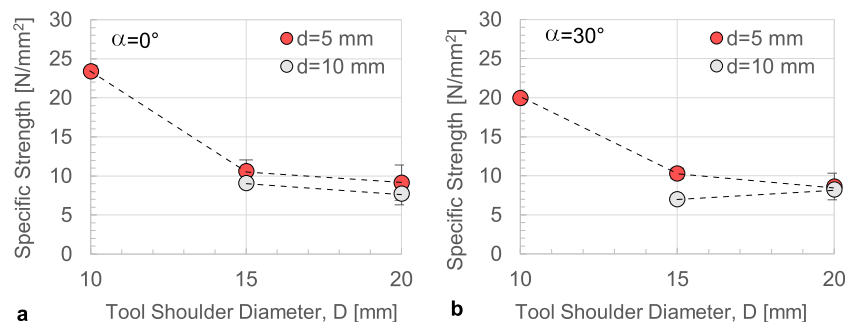 α=0°
d=5 mm
d=10 mm
Specific Strength [N/mm²]
30
25
20
15
10
5
0
10
15
20
Tool Shoulder Diameter, D [mm]
a
α=30°
d=5 mm
d=10 mm
Specific Strength [N/mm²]
30
25
20
15
10
5
0
10
15
20
Tool Shoulder Diameter, D [mm]
b